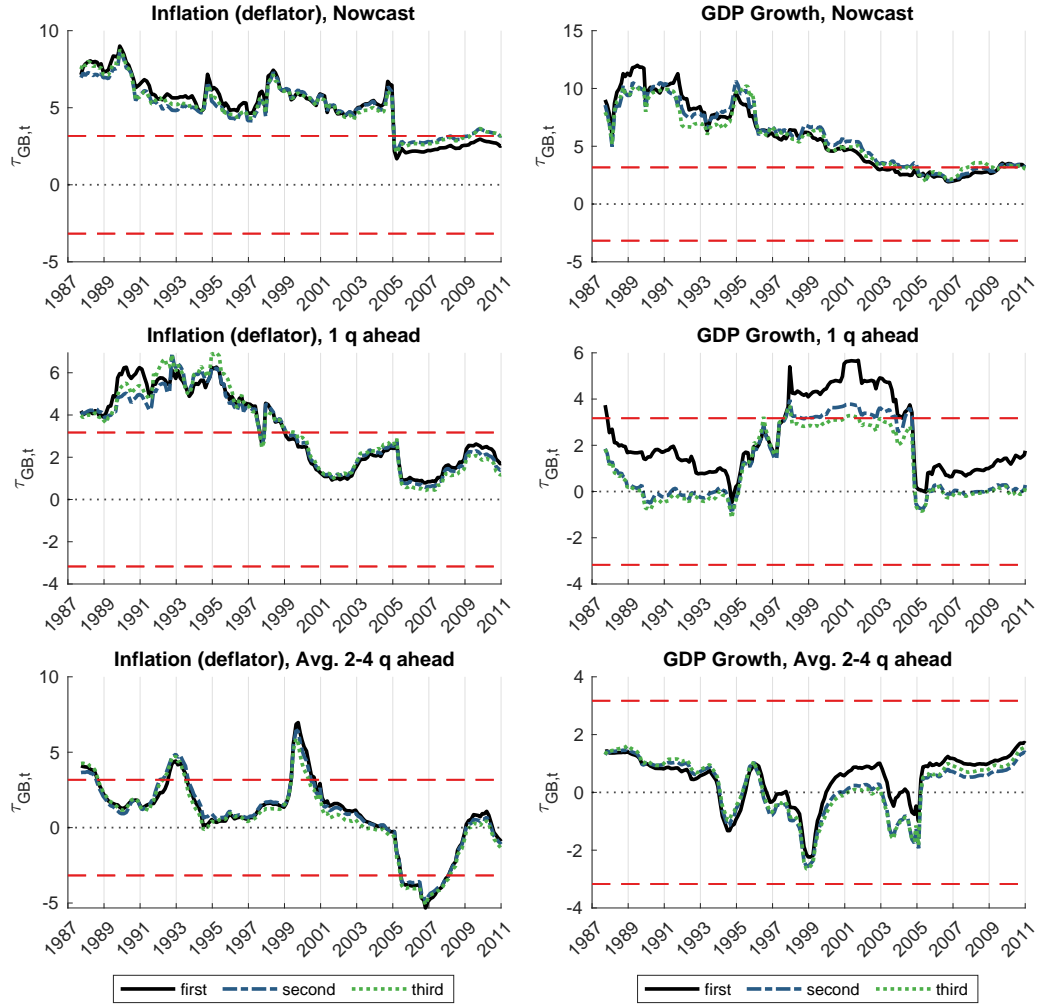 Inflation (deflator), Nowcast
10
5
0
-5
τGB,t
1987 1989 1991 1993 1995 1997 1999 2001 2003 2005 2007 2009 2011
GDP Growth, Nowcast
15
10
5
0
-5
τGB,t
1987 1989 1991 1993 1995 1997 1999 2001 2003 2005 2007 2009 2011
Inflation (deflator), 1 q ahead
6
4
2
0
-2
-4
τGB,t
1987 1989 1991 1993 1995 1997 1999 2001 2003 2005 2007 2009 2011
GDP Growth, 1 q ahead
6
4
2
0
-2
-4
τGB,t
1987 1989 1991 1993 1995 1997 1999 2001 2003 2005 2007 2009 2011
Inflation (deflator), Avg. 2-4 q ahead
10
5
0
-5
τGB,t
1987 1989 1991 1993 1995 1997 1999 2001 2003 2005 2007 2009 2011
GDP Growth, Avg. 2-4 q ahead
4
2
0
-2
-4
τGB,t
1987 1989 1991 1993 1995 1997 1999 2001 2003 2005 2007 2009 2011
first second third
first second third